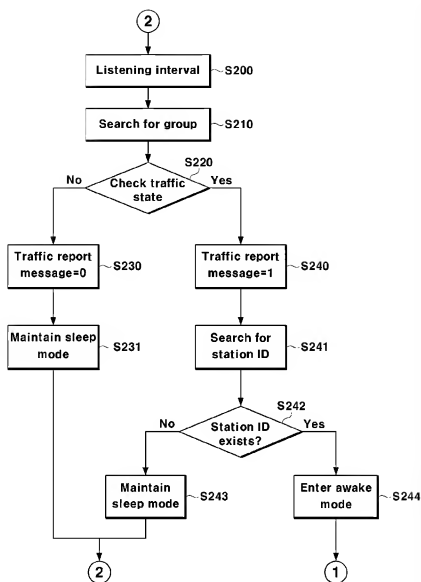 2
Listening interval
S200
Search for group
S210
S220
No
Check traffic
state
Yes
Traffic report
message=0
S230
Traffic report
message=1
S240
Maintain sleep
mode
S231
Search for
station ID
S241
S242
No
Station ID
exists?
Yes
Maintain
sleep mode
S243
Enter awake
mode
S244
2
1